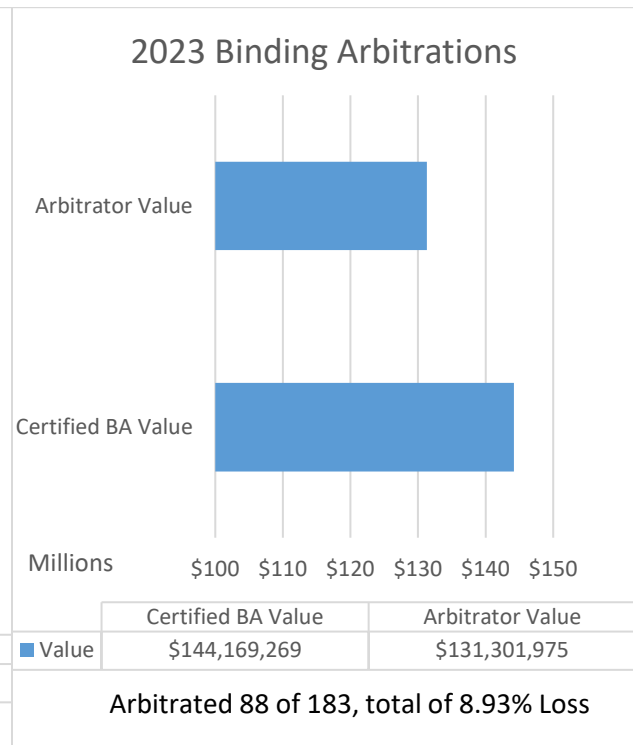 2023 Binding Arbitrations
Arbitrator Value
Certified BA Value
Millions
$100 $110 $120 $130 $140 $150
Certified BA Value Arbitrator Value
Value $144,169,269 $131,301,975
Arbitrated 88 of 183, total of 8.93% Loss